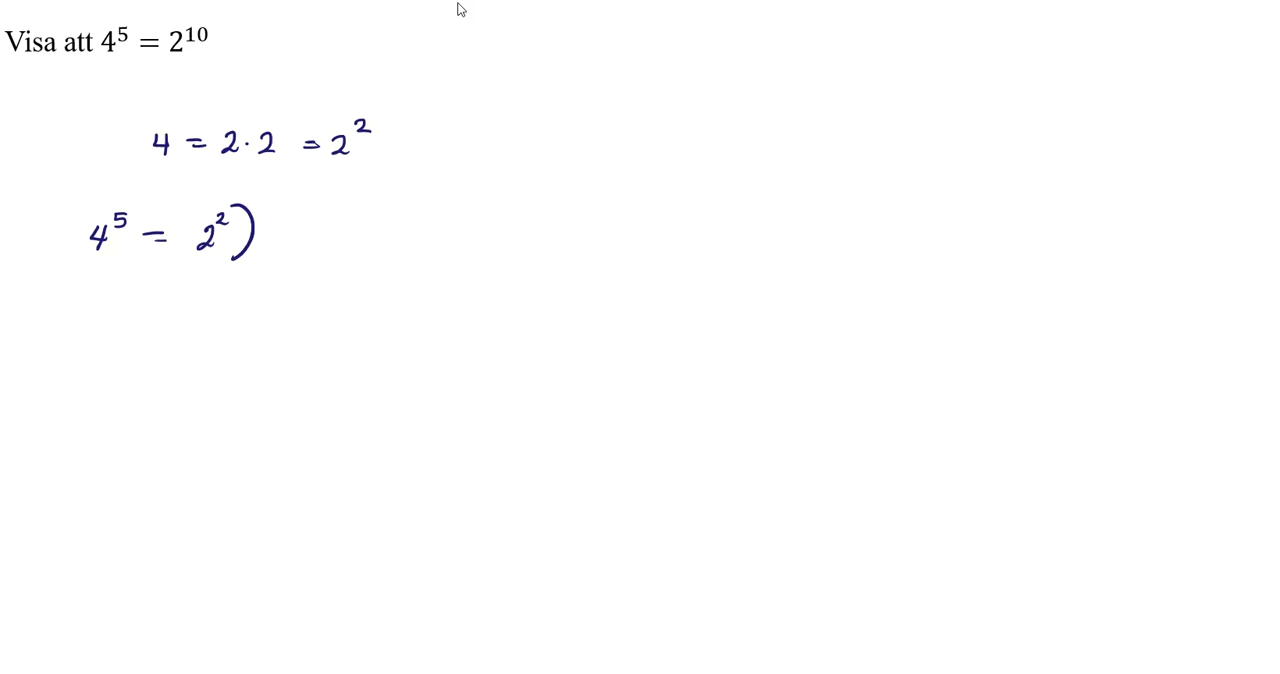 Visa att 4⁵ = 2¹⁰
4 = 2·2 = 2²
4⁵ = 2²)